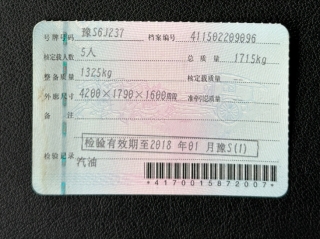 号牌号码 豫S6J237 档案编号 411502209096
核定载人数 5人 总质量 1715kg
整备质量 1325kg 核定载质量 --
外廓尺寸 4200×1790×1600mm 准牵引总质量 --
备注
检验有效期至2018年01月豫S(1)
检验记录
汽油
*4170015872007*